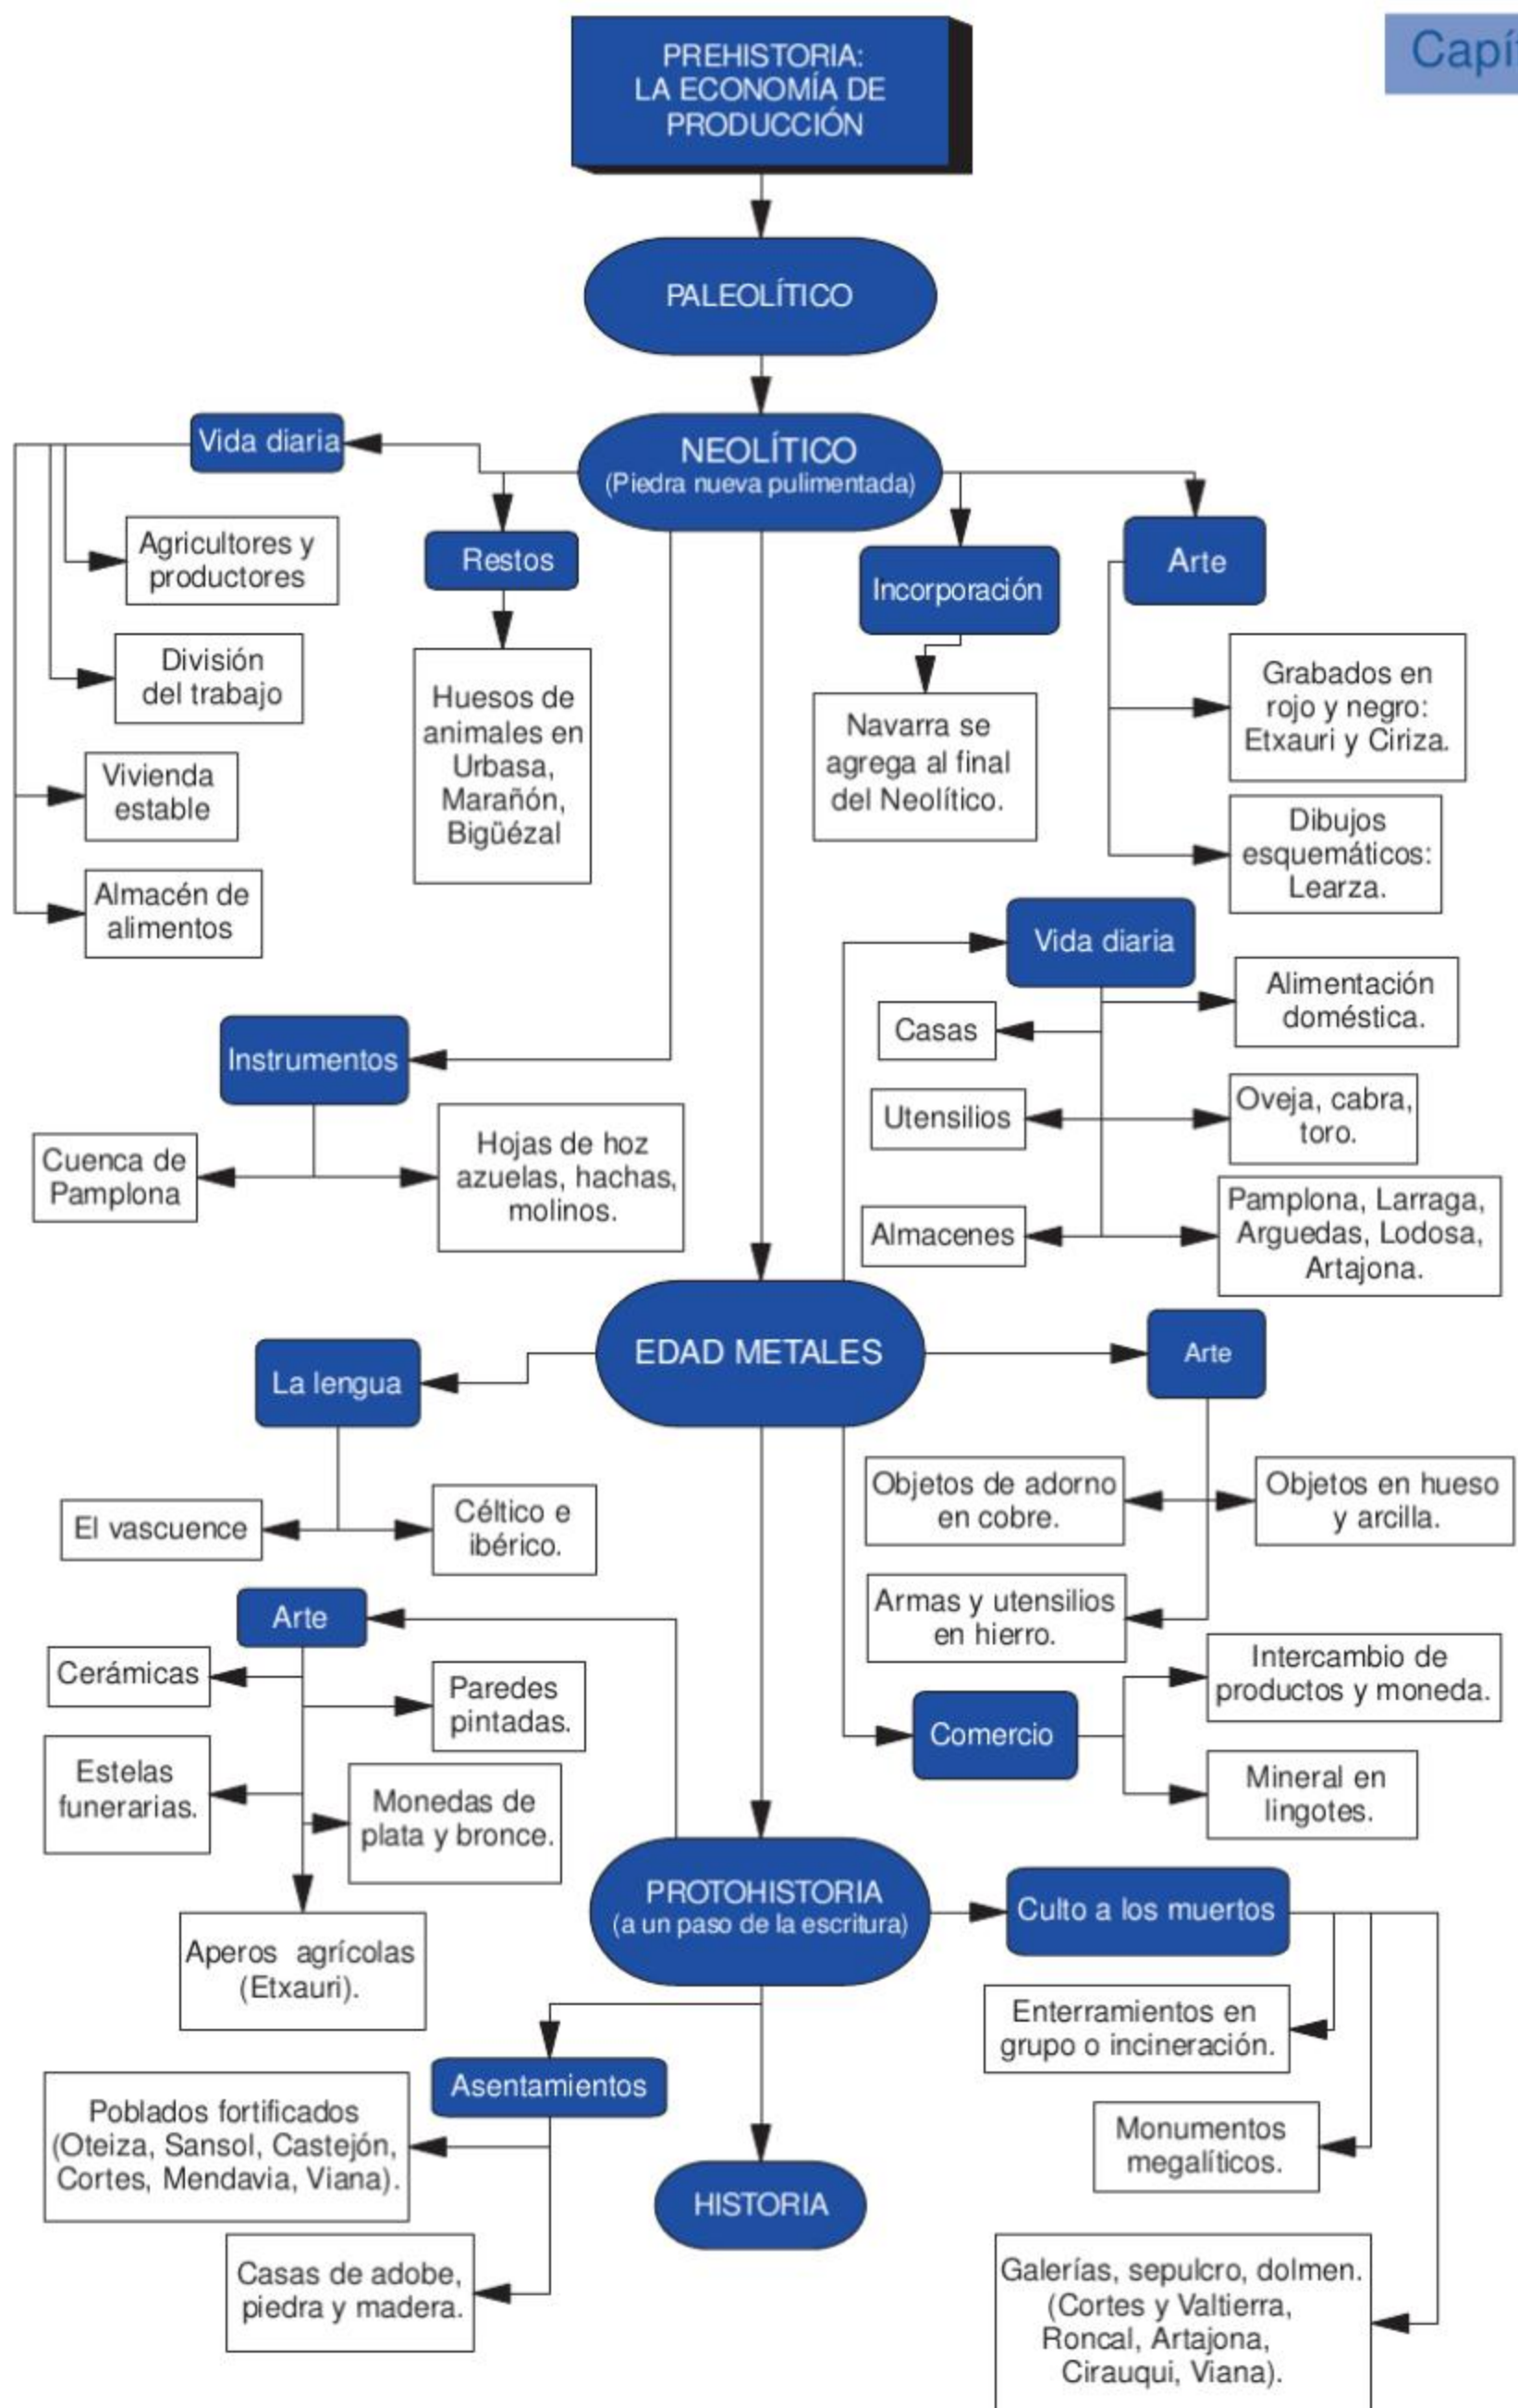 Capí
PREHISTORIA:
LA ECONOMÍA DE
PRODUCCIÓN
PALEOLÍTICO
NEOLÍTICO
(Piedra nueva pulimentada)
Vida diaria
Agricultores y
productores
División
del trabajo
Vivienda
estable
Almacén de
alimentos
Restos
Huesos de
animales en
Urbasa,
Marañón,
Bigüézal
Incorporación
Navarra se
agrega al final
del Neolítico.
Arte
Grabados en
rojo y negro:
Etxauri y Ciriza.
Dibujos
esquemáticos:
Learza.
Instrumentos
Cuenca de
Pamplona
Hojas de hoz
azuelas, hachas,
molinos.
Vida diaria
Casas
Utensilios
Almacenes
Alimentación
doméstica.
Oveja, cabra,
toro.
Pamplona, Larraga,
Arguedas, Lodosa,
Artajona.
EDAD METALES
La lengua
El vascuence
Céltico e
ibérico.
Arte
Objetos de adorno
en cobre.
Objetos en hueso
y arcilla.
Armas y utensilios
en hierro.
Comercio
Intercambio de
productos y moneda.
Mineral en
lingotes.
Arte
Cerámicas
Paredes
pintadas.
Estelas
funerarias.
Monedas de
plata y bronce.
Aperos agrícolas
(Etxauri).
PROTOHISTORIA
(a un paso de la escritura)
Culto a los muertos
Enterramientos en
grupo o incineración.
Monumentos
megalíticos.
Galerías, sepulcro, dolmen.
(Cortes y Valtierra,
Roncal, Artajona,
Cirauqui, Viana).
Asentamientos
Poblados fortificados
(Oteiza, Sansol, Castejón,
Cortes, Mendavia, Viana).
Casas de adobe,
piedra y madera.
HISTORIA